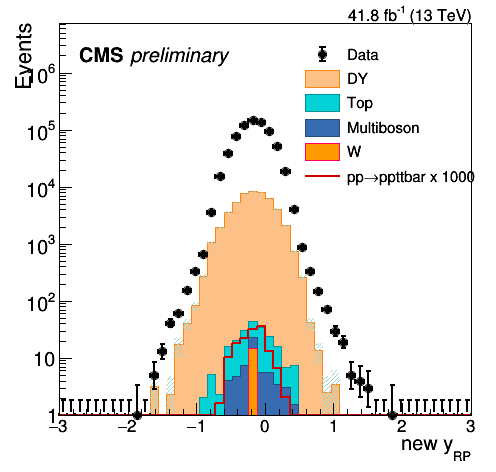 41.8 fb⁻¹ (13 TeV)
Events
CMS preliminary
Data
DY
Top
Multiboson
W
pp→ppttbar x 1000
10⁶
10⁵
10⁴
10³
10²
10
1
−3 −2 −1 0 1 2 3
new y_RP